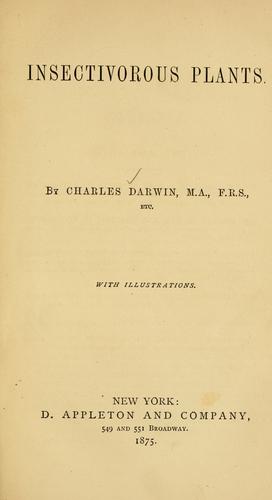 INSECTIVOROUS PLANTS.
BY CHARLES DARWIN, M.A., F.R.S.,
ETC.
WITH ILLUSTRATIONS.
NEW YORK:
D. APPLETON AND COMPANY,
549 AND 551 BROADWAY.
1875.